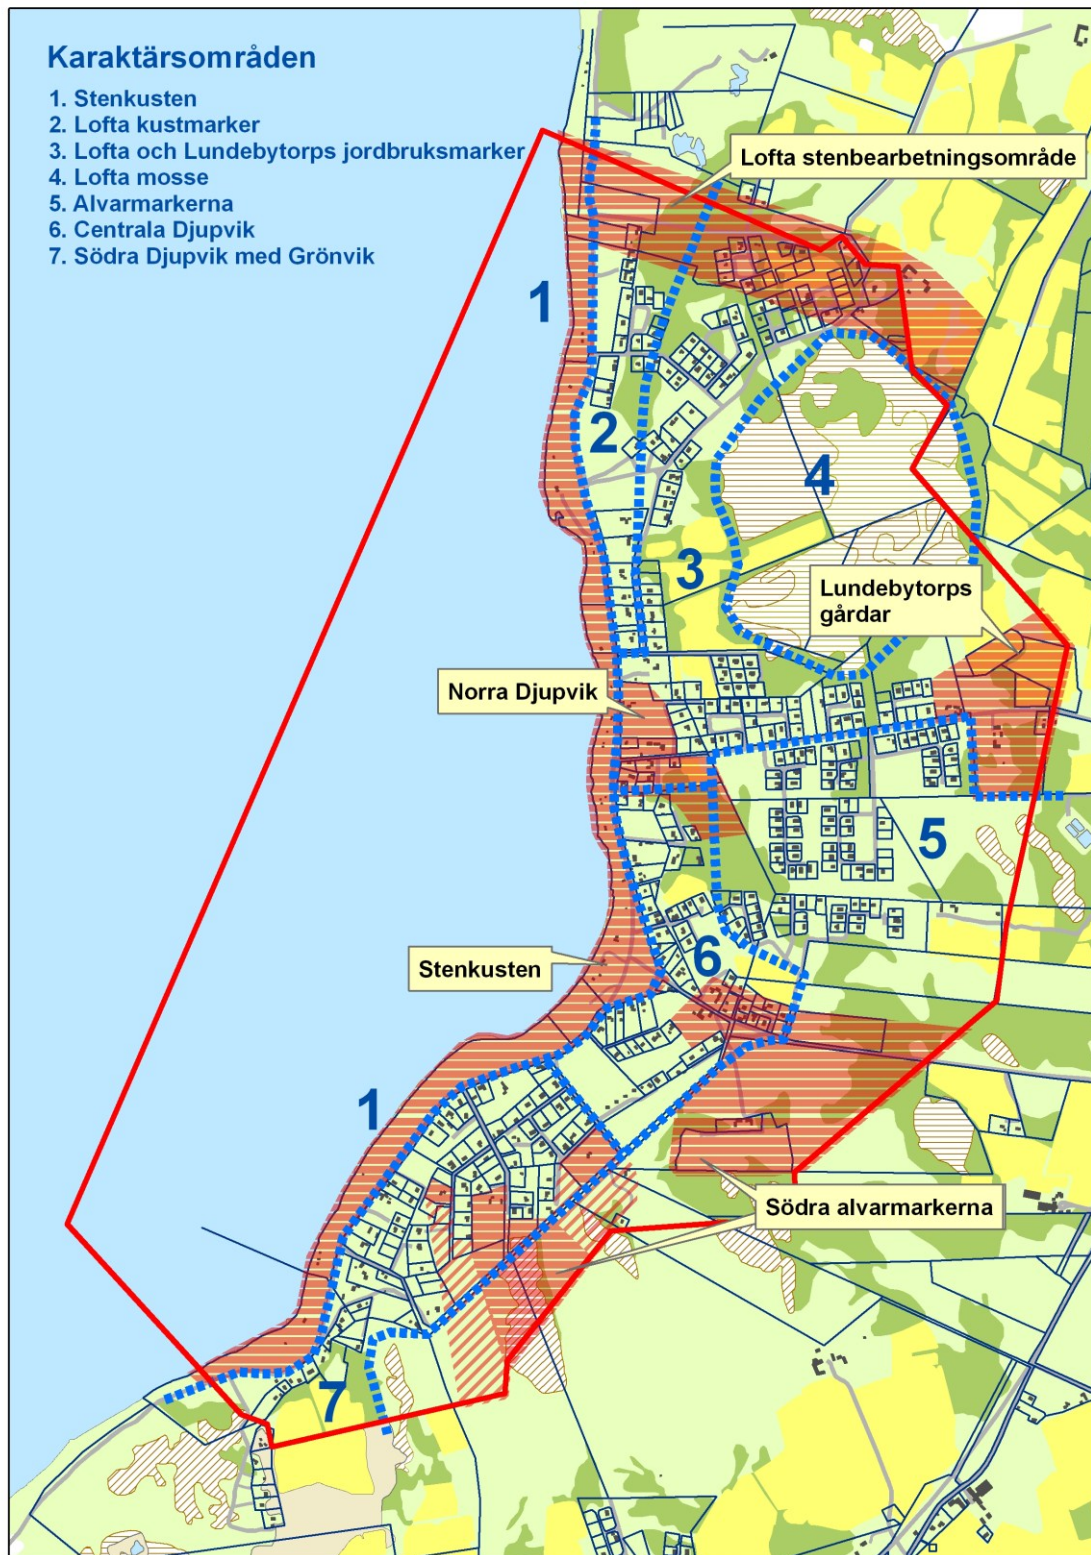 Karaktärsområden
1. Stenkusten
2. Lofta kustmarker
3. Lofta och Lundebytorps jordbruksmarker
4. Lofta mosse
5. Alvarmarkerna
6. Centrala Djupvik
7. Södra Djupvik med Grönvik
Lofta stenbearbetningsområde
1
2
4
3
Lundebytorps
gårdar
Norra Djupvik
5
6
Stenkusten
1
Södra alvarmarkerna
7